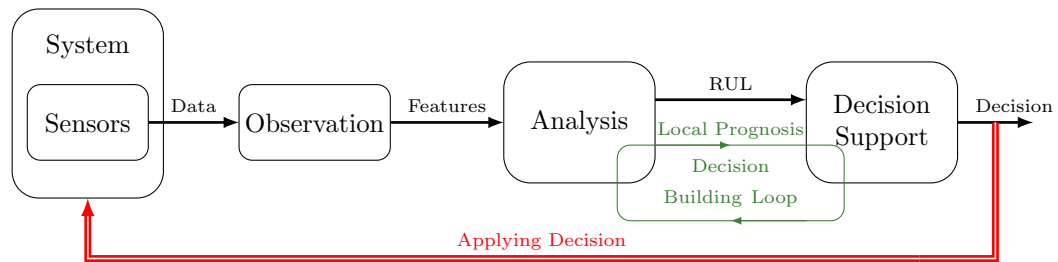 System
Sensors
Data
Observation
Features
Analysis
RUL
Local Prognosis
Decision
Building Loop
Decision
Support
Decision
Applying Decision